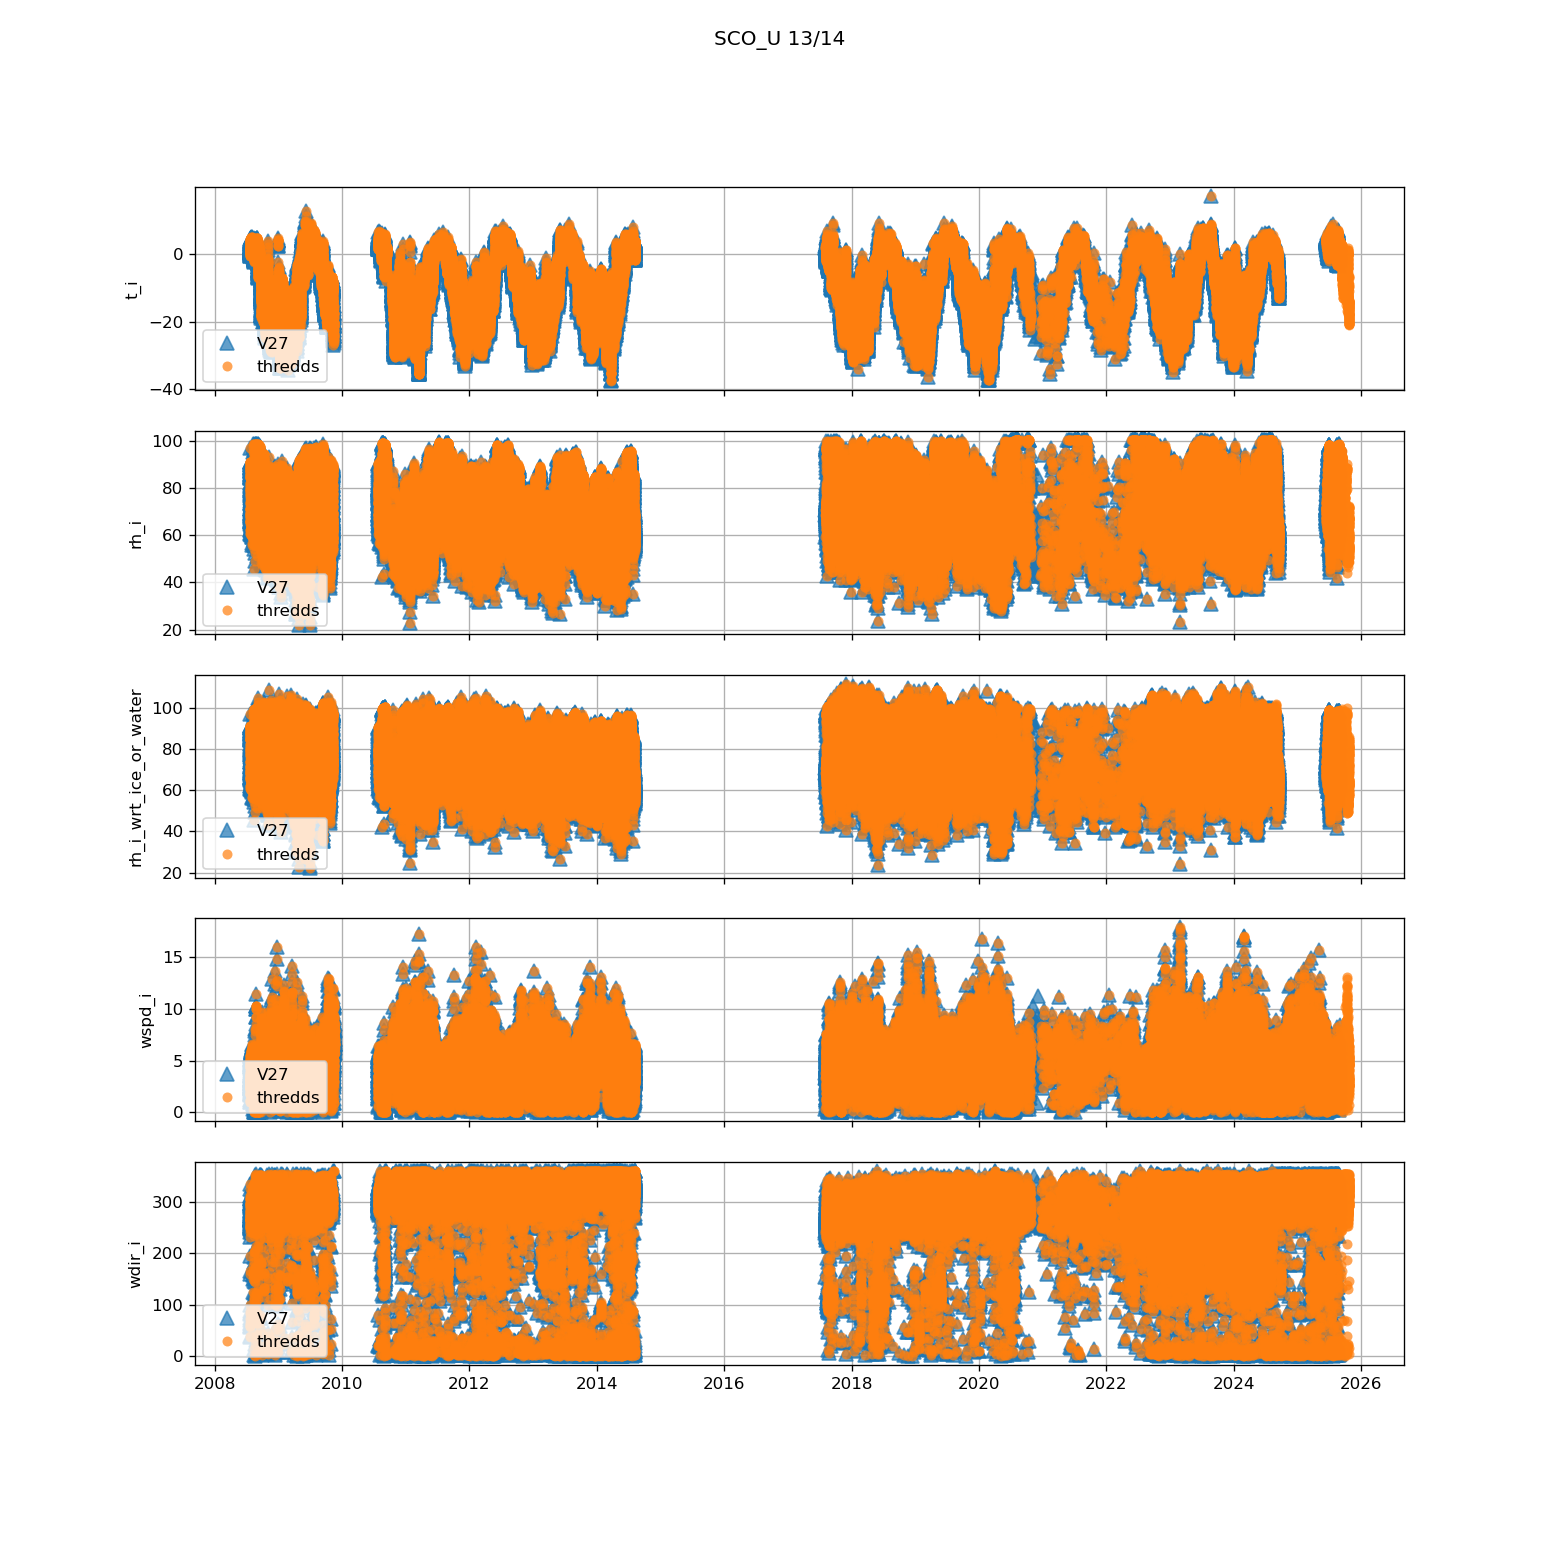 SCO_U 13/14
0
−20
−40
t_i
V27
thredds
100
80
60
40
20
rh_i
V27
thredds
100
80
60
40
20
rh_i_wrt_ice_or_water
V27
thredds
15
10
5
0
wspd_i
V27
thredds
300
200
100
0
wdir_i
V27
thredds
2008 2010 2012 2014 2016 2018 2020 2022 2024 2026